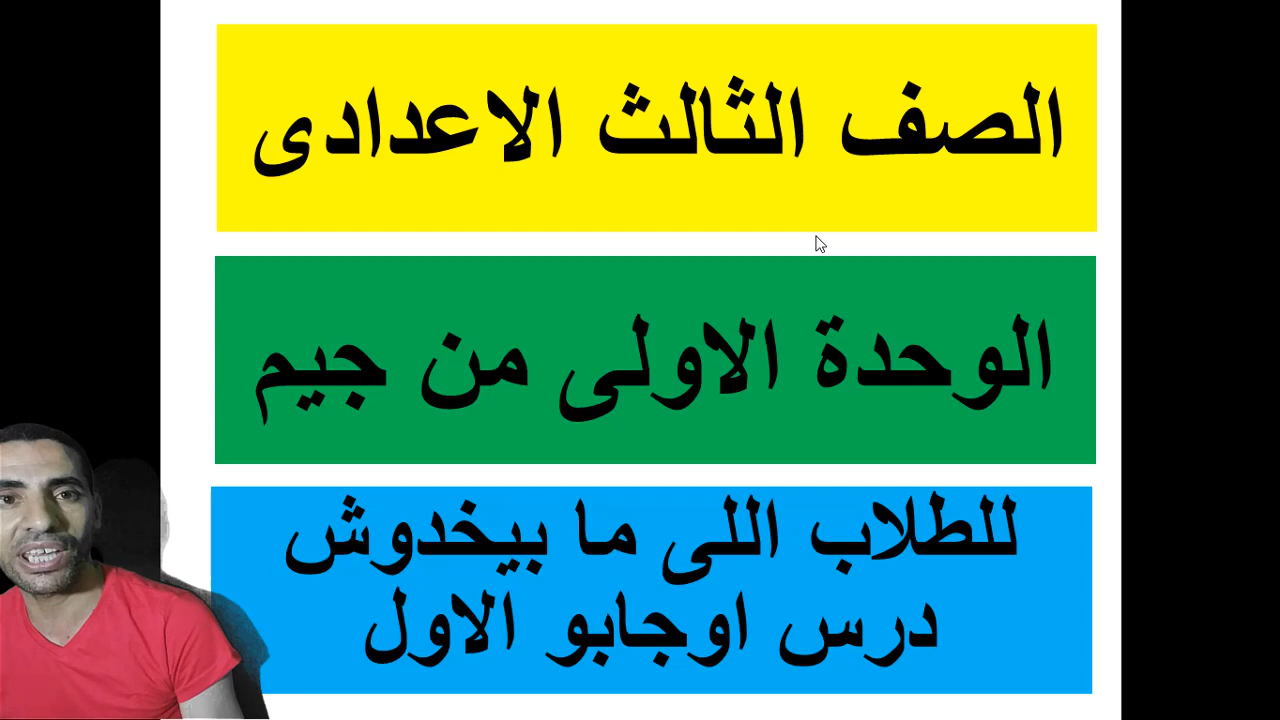 الصف الثالث الاعدادى
الوحدة الاولى من جيم
للطلاب اللى ما بيخدوش
درس اوجابو الاول